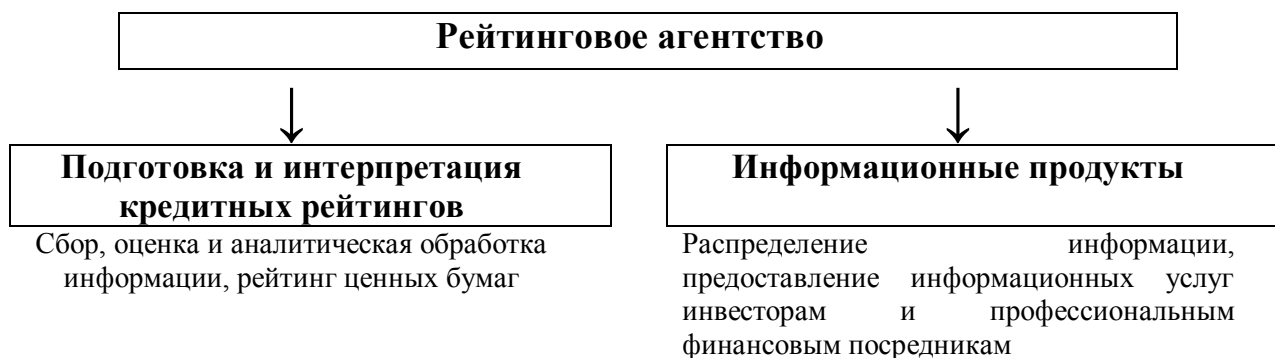 Рейтинговое агентство
Подготовка и интерпретация
кредитных рейтингов
Сбор, оценка и аналитическая обработка
информации, рейтинг ценных бумаг
Информационные продукты
Распределение информации,
предоставление информационных услуг
инвесторам и профессиональным
финансовым посредникам